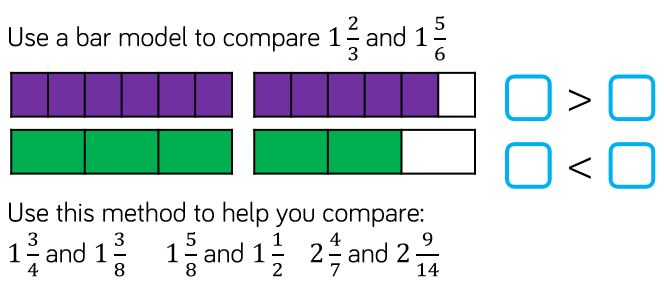 Use a bar model to compare 1 2/3 and 1 5/6
>
<
Use this method to help you compare:
1 3/4 and 1 3/8 1 5/8 and 1 1/2 2 4/7 and 2 9/14